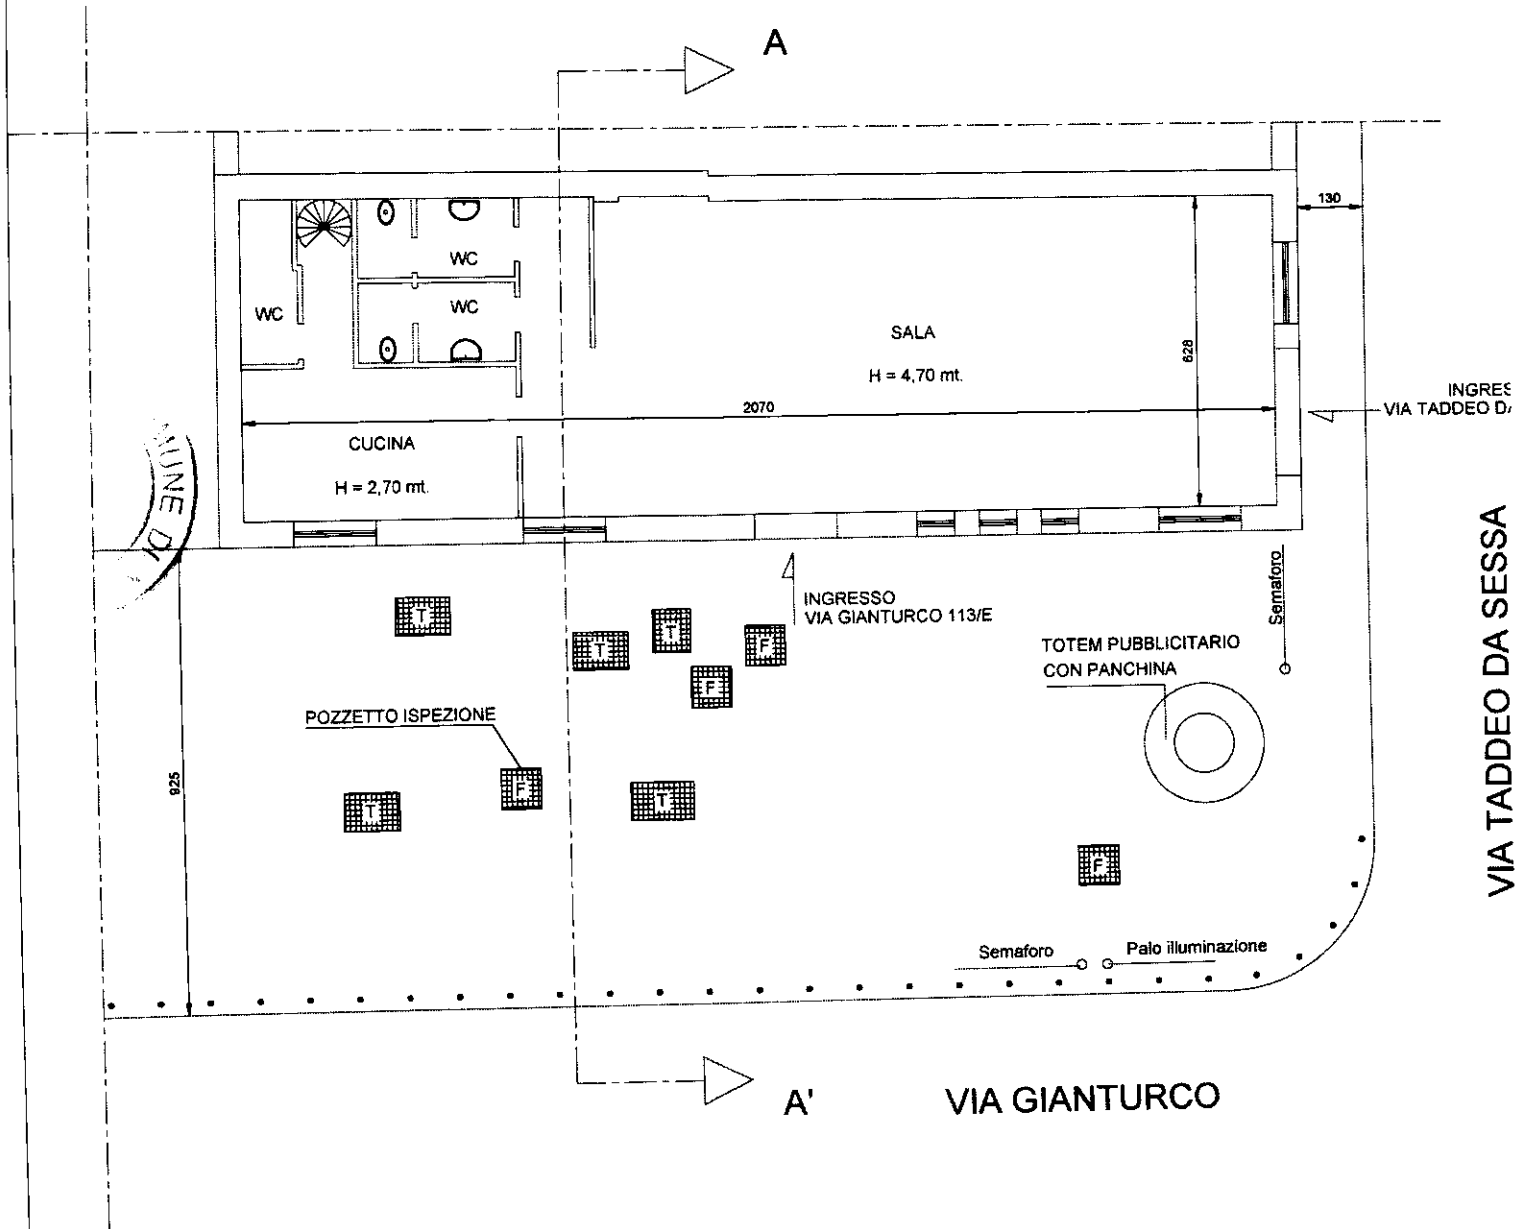 A
130
WC
WC
WC
SALA
H = 4,70 mt.
628
2070
INGRES
VIA TADDEO D
CUCINA
H = 2,70 mt.
MUNE DI
INGRESSO
VIA GIANTURCO 113/E
Semaforo
T
T
T
F
F
TOTEM PUBBLICITARIO
CON PANCHINA
POZZETTO ISPEZIONE
925
T
F
T
F
VIA TADDEO DA SESSA
Semaforo
Palo illuminazione
A'
VIA GIANTURCO